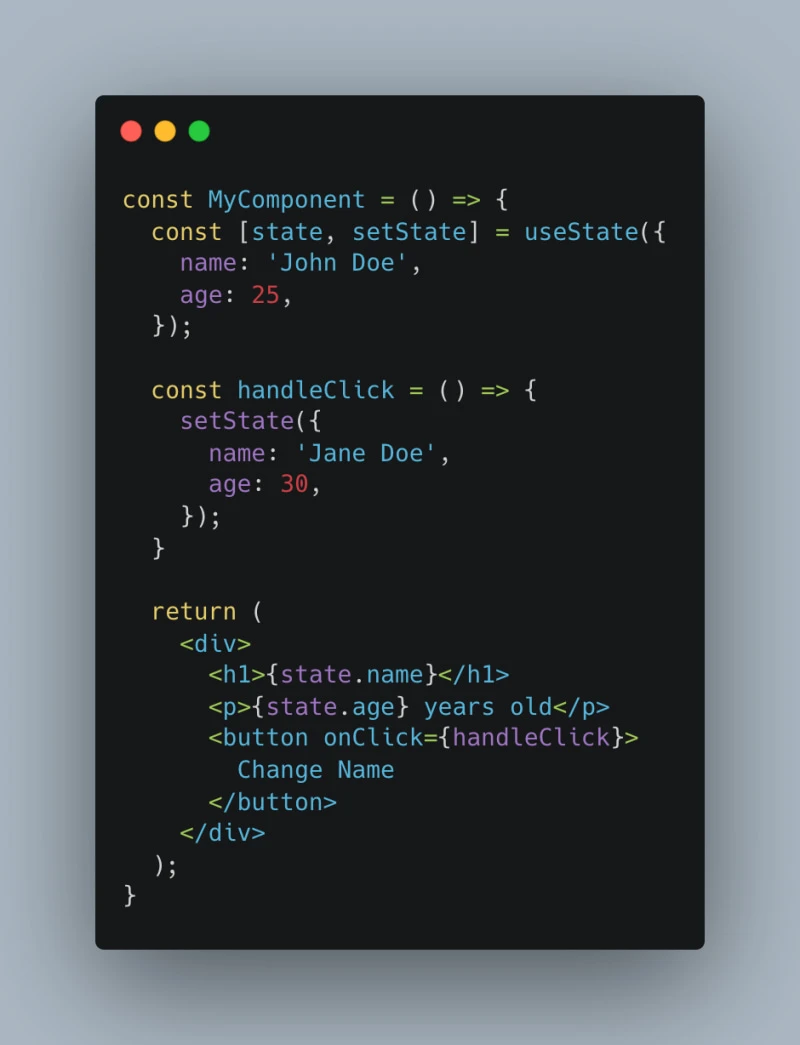 const MyComponent = () => {
  const [state, setState] = useState({
    name: 'John Doe',
    age: 25,
  });

  const handleClick = () => {
    setState({
      name: 'Jane Doe',
      age: 30,
    });
  }

  return (
    <div>
      <h1>{state.name}</h1>
      <p>{state.age} years old</p>
      <button onClick={handleClick}>
        Change Name
      </button>
    </div>
  );
}